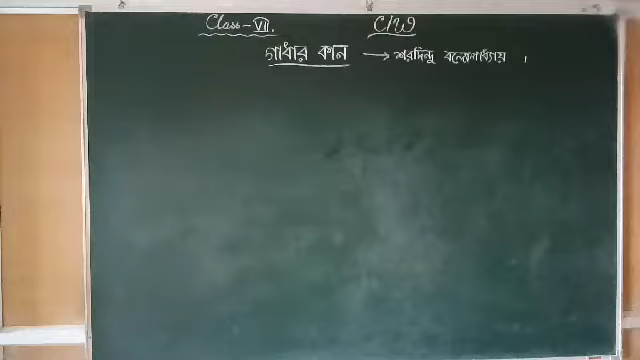 Class - VII. C/W
গাধার কান → শরদিন্দু বন্দ্যোপাধ্যায় ।